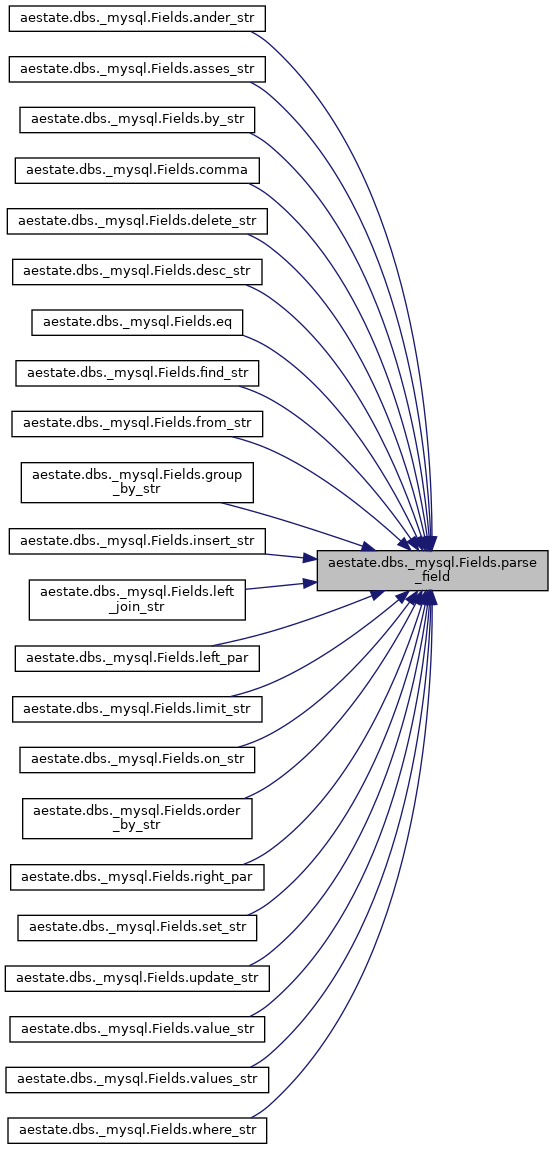 aestate.dbs._mysql.Fields.ander_str
aestate.dbs._mysql.Fields.asses_str
aestate.dbs._mysql.Fields.by_str
aestate.dbs._mysql.Fields.comma
aestate.dbs._mysql.Fields.delete_str
aestate.dbs._mysql.Fields.desc_str
aestate.dbs._mysql.Fields.eq
aestate.dbs._mysql.Fields.find_str
aestate.dbs._mysql.Fields.from_str
aestate.dbs._mysql.Fields.group
_by_str
aestate.dbs._mysql.Fields.insert_str
aestate.dbs._mysql.Fields.parse
_field
aestate.dbs._mysql.Fields.left
_join_str
aestate.dbs._mysql.Fields.left_par
aestate.dbs._mysql.Fields.limit_str
aestate.dbs._mysql.Fields.on_str
aestate.dbs._mysql.Fields.order
_by_str
aestate.dbs._mysql.Fields.right_par
aestate.dbs._mysql.Fields.set_str
aestate.dbs._mysql.Fields.update_str
aestate.dbs._mysql.Fields.value_str
aestate.dbs._mysql.Fields.values_str
aestate.dbs._mysql.Fields.where_str